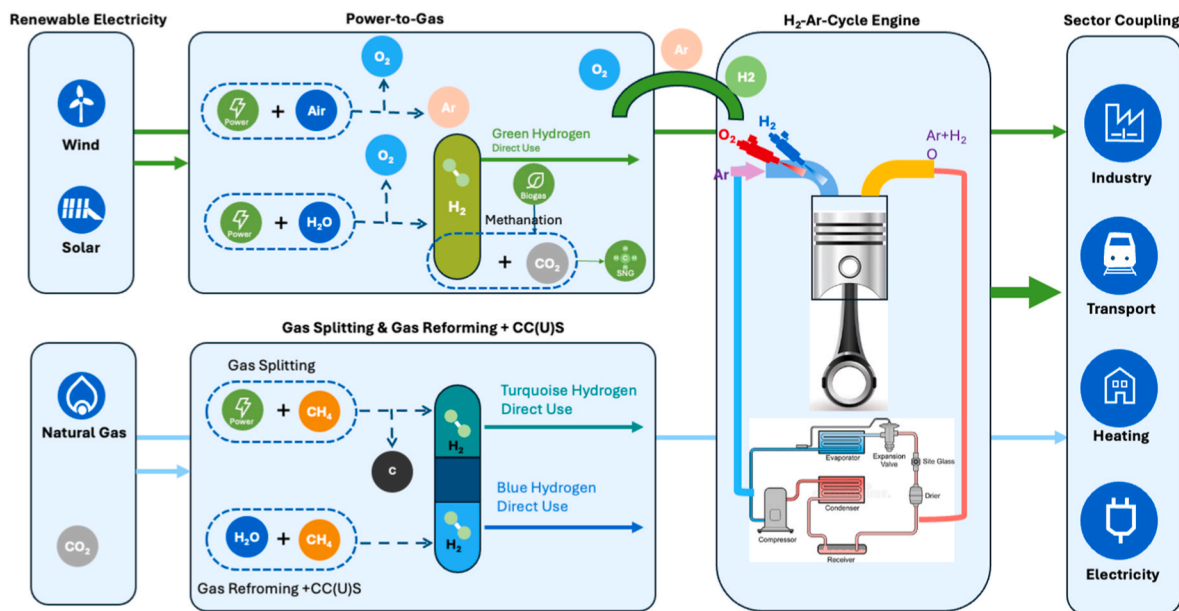 Renewable Electricity
Wind
Solar
Power-to-Gas
O₂
Power
+
Air
Ar
O₂
Power
+
H₂O
H₂
Green Hydrogen
Direct Use
Biogas
Methanation
+
CO₂
H
H C H
H
SNG
O₂
Ar
H2
H₂-Ar-Cycle Engine
O₂
H₂
Ar
Ar+H₂
O
Evaporator
Expansion
Valve
Site Glass
Drier
Condenser
Compressor
Receiver
Sector Coupling
Industry
Transport
Heating
Electricity
Natural Gas
CO₂
Gas Splitting & Gas Reforming + CC(U)S
Gas Splitting
Power
+
CH₄
C
H₂
Turquoise Hydrogen
Direct Use
Blue Hydrogen
Direct Use
H₂O
+
CH₄
H₂
Gas Refroming +CC(U)S